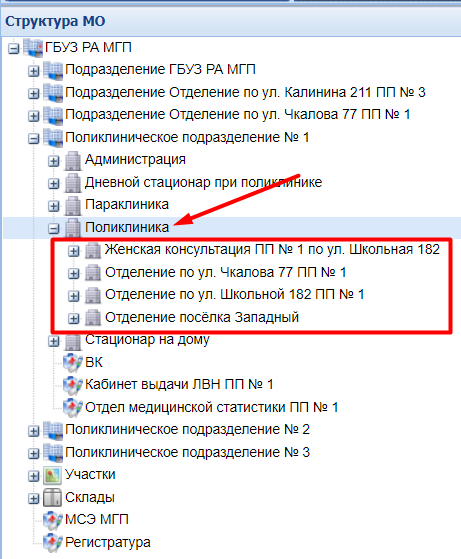 Структура МО
ГБУЗ РА МГП
Подразделение ГБУЗ РА МГП
Подразделение Отделение по ул. Калинина 211 ПП № 3
Подразделение Отделение по ул. Чкалова 77 ПП № 1
Поликлиническое подразделение № 1
Администрация
Дневной стационар при поликлинике
Параклиника
Поликлиника
Женская консультация ПП № 1 по ул. Школьная 182
Отделение по ул. Чкалова 77 ПП № 1
Отделение по ул. Школьной 182 ПП № 1
Отделение посёлка Западный
Стационар на дому
ВК
Кабинет выдачи ЛВН ПП № 1
Отдел медицинской статистики ПП № 1
Поликлиническое подразделение № 2
Поликлиническое подразделение № 3
Участки
Склады
МСЭ МГП
Регистратура